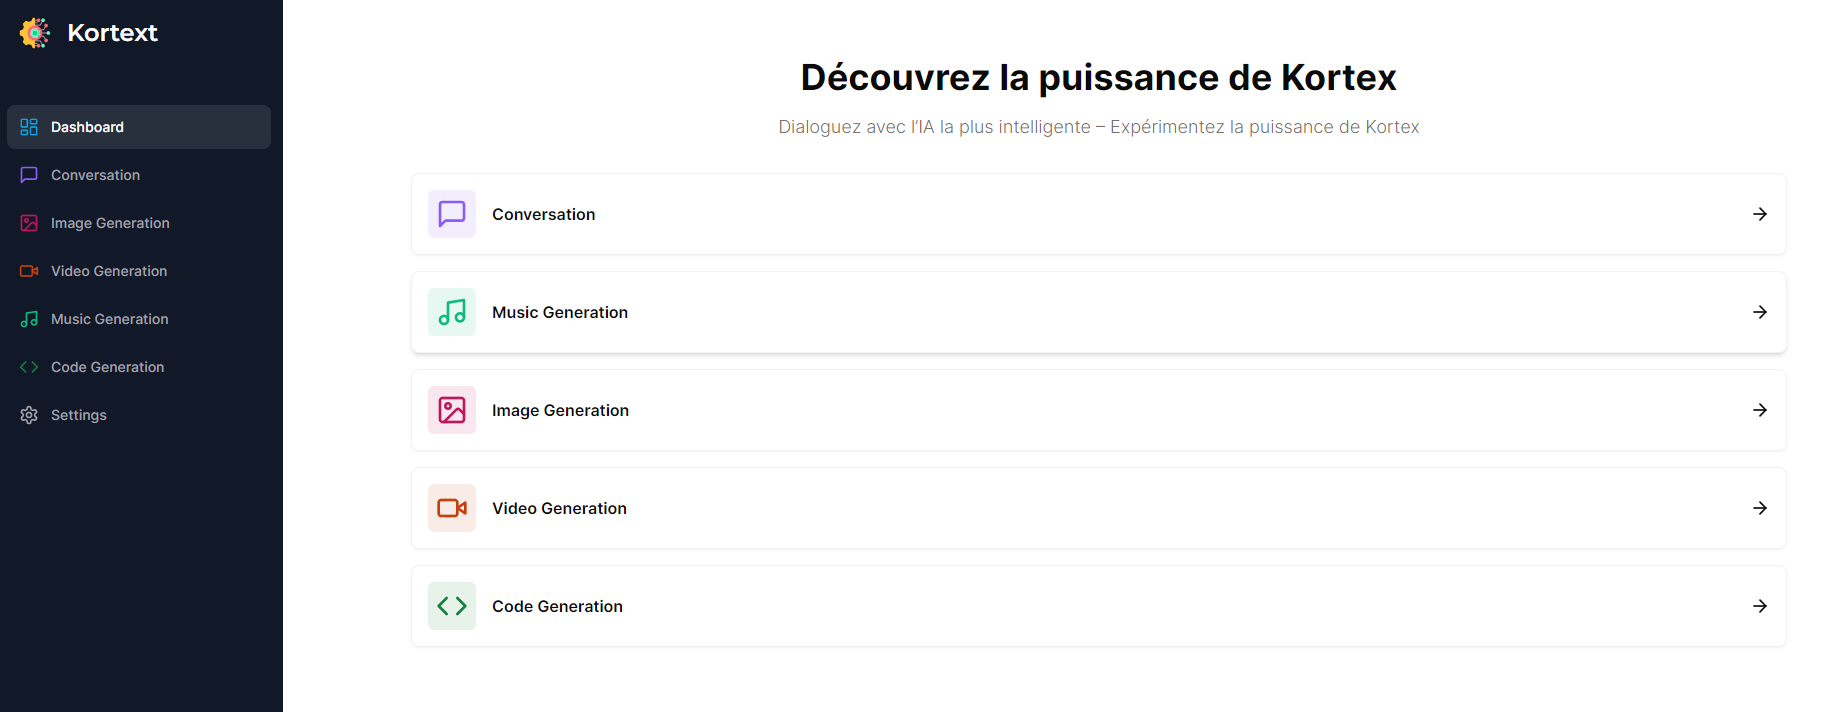 Kortext
Dashboard
Conversation
Image Generation
Video Generation
Music Generation
Code Generation
Settings
Découvrez la puissance de Kortex
Dialoguez avec l’IA la plus intelligente – Expérimentez la puissance de Kortex
Conversation
Music Generation
Image Generation
Video Generation
Code Generation